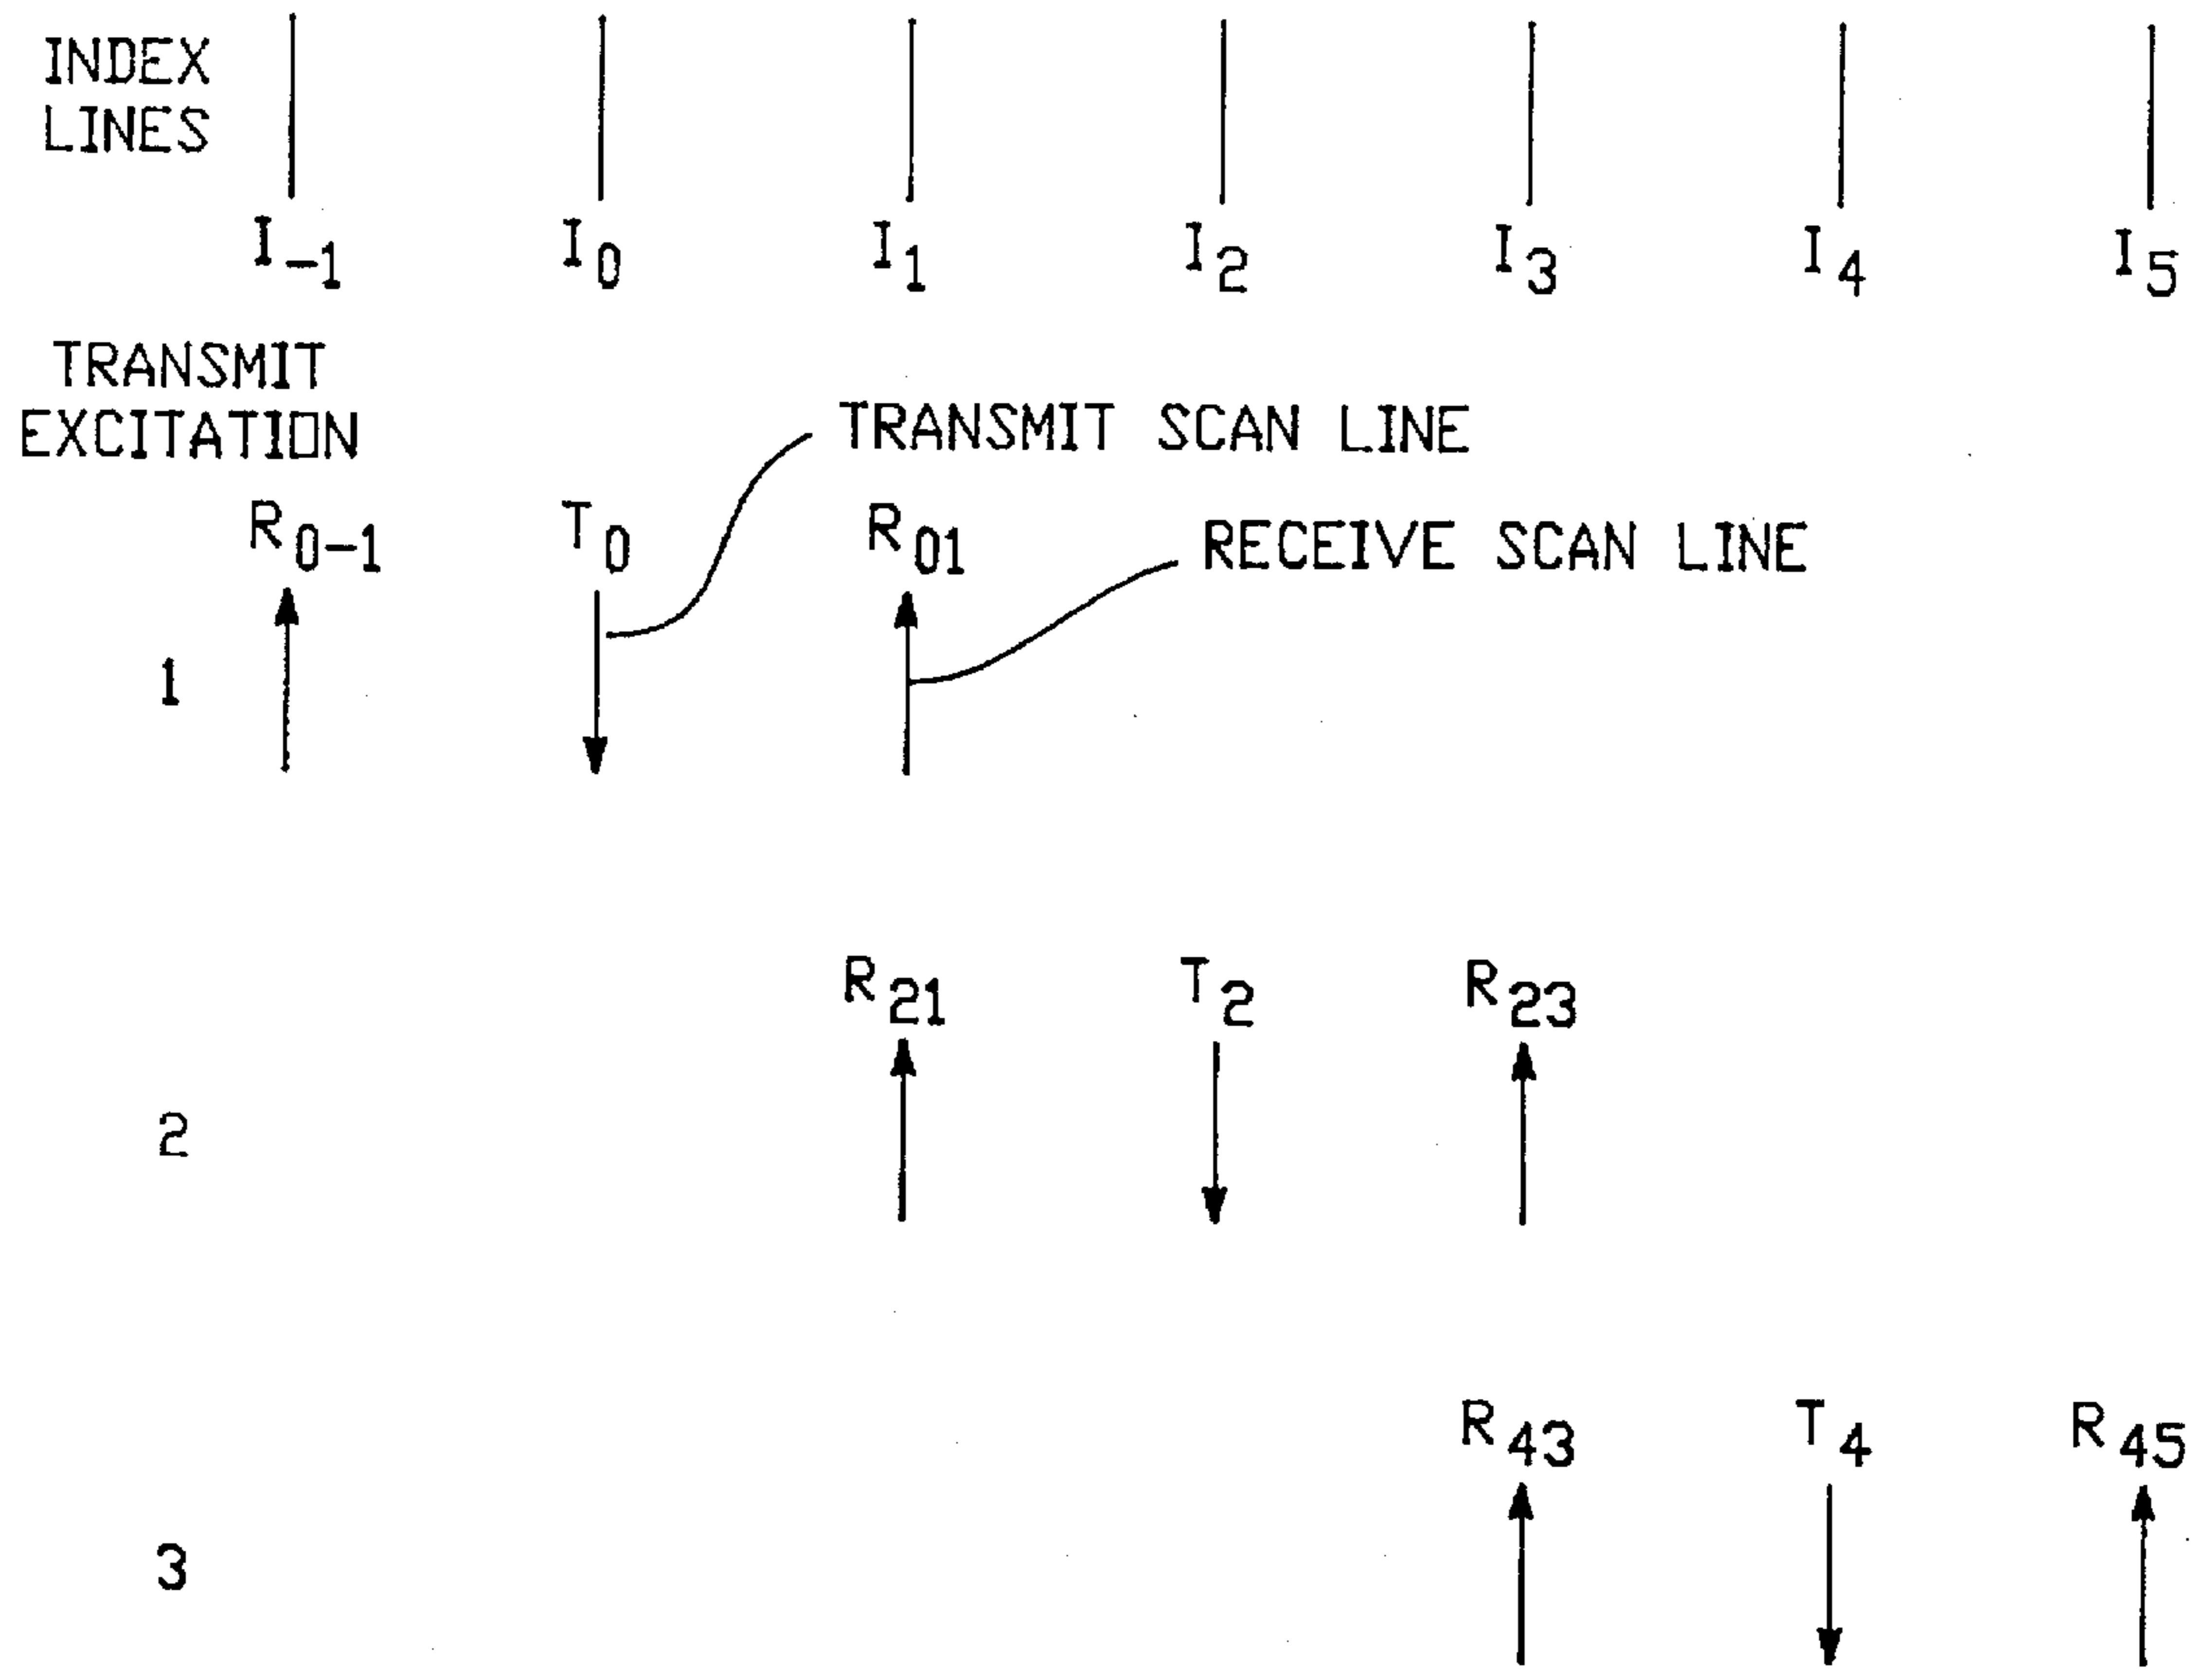 INDEX
LINES
I-1 I0 I1 I2 I3 I4 I5
TRANSMIT
EXCITATION
TRANSMIT SCAN LINE
R0-1 T0 R01 RECEIVE SCAN LINE
1
R21 T2 R23
2
R43 T4 R45
3